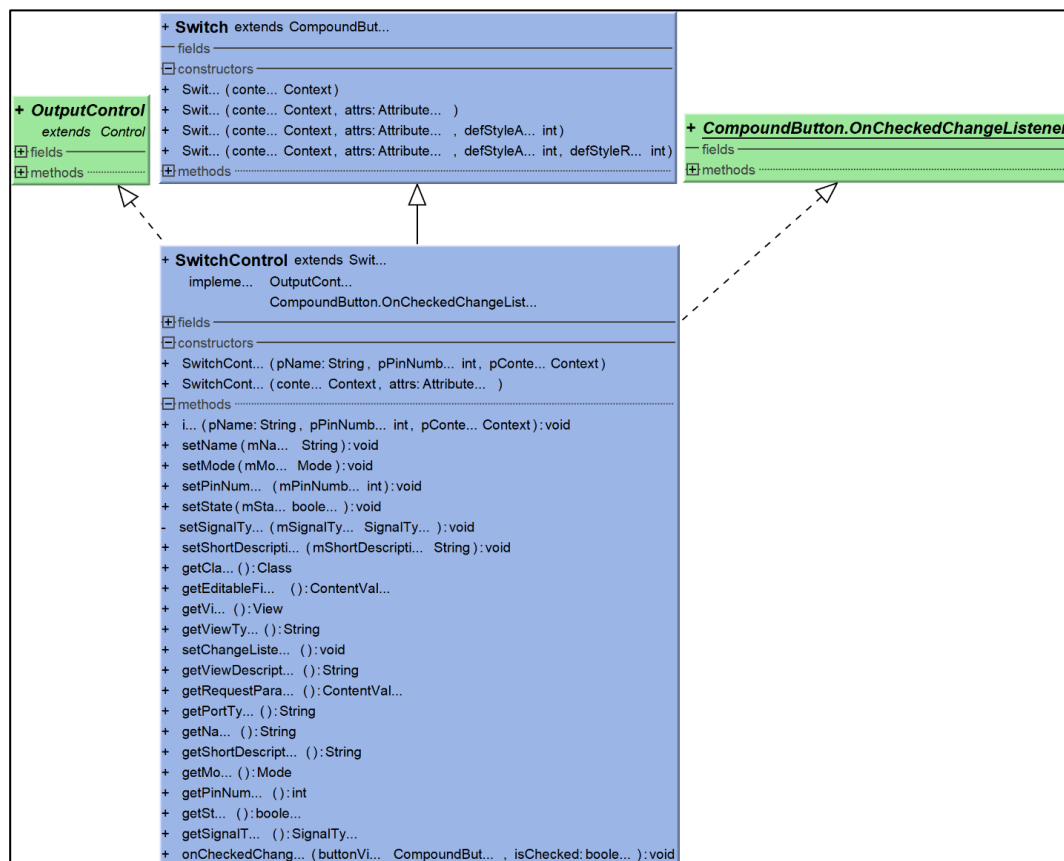 + Switch extends CompoundBut...
fields
constructors
+ Swit... (conte... Context)
+ Swit... (conte... Context, attrs: Attribute... )
+ Swit... (conte... Context, attrs: Attribute... , defStyleA... int)
+ Swit... (conte... Context, attrs: Attribute... , defStyleA... int, defStyleR... int)
methods
+ OutputControl
extends Control
fields
methods
+ CompoundButton.OnCheckedChangeListener
fields
methods
+ SwitchControl extends Swit...
impleme... OutputCont...
CompoundButton.OnCheckedChangeList...
fields
constructors
+ SwitchCont... (pName: String, pPinNumb... int, pConte... Context)
+ SwitchCont... (conte... Context, attrs: Attribute... )
methods
+ i... (pName: String, pPinNumb... int, pConte... Context): void
+ setName (mNa... String): void
+ setMode (mMo... Mode): void
+ setPinNum... (mPinNumb... int): void
+ setState (mSta... boole... ): void
- setSignalTy... (mSignalTy... SignalTy... ): void
+ setShortDescripti... (mShortDescripti... String): void
+ getCla... (): Class
+ getEditableFi... (): ContentVal...
+ getVi... (): View
+ getViewTy... (): String
+ setChangeListe... (): void
+ getViewDescript... (): String
+ getRequestPara... (): ContentVal...
+ getPortTy... (): String
+ getNa... (): String
+ getShortDescript... (): String
+ getMo... (): Mode
+ getPinNum... (): int
+ getSt... (): boole...
+ getSignalT... (): SignalTy...
+ onCheckedChang... (buttonVi... CompoundBut... , isChecked: boole... ): void